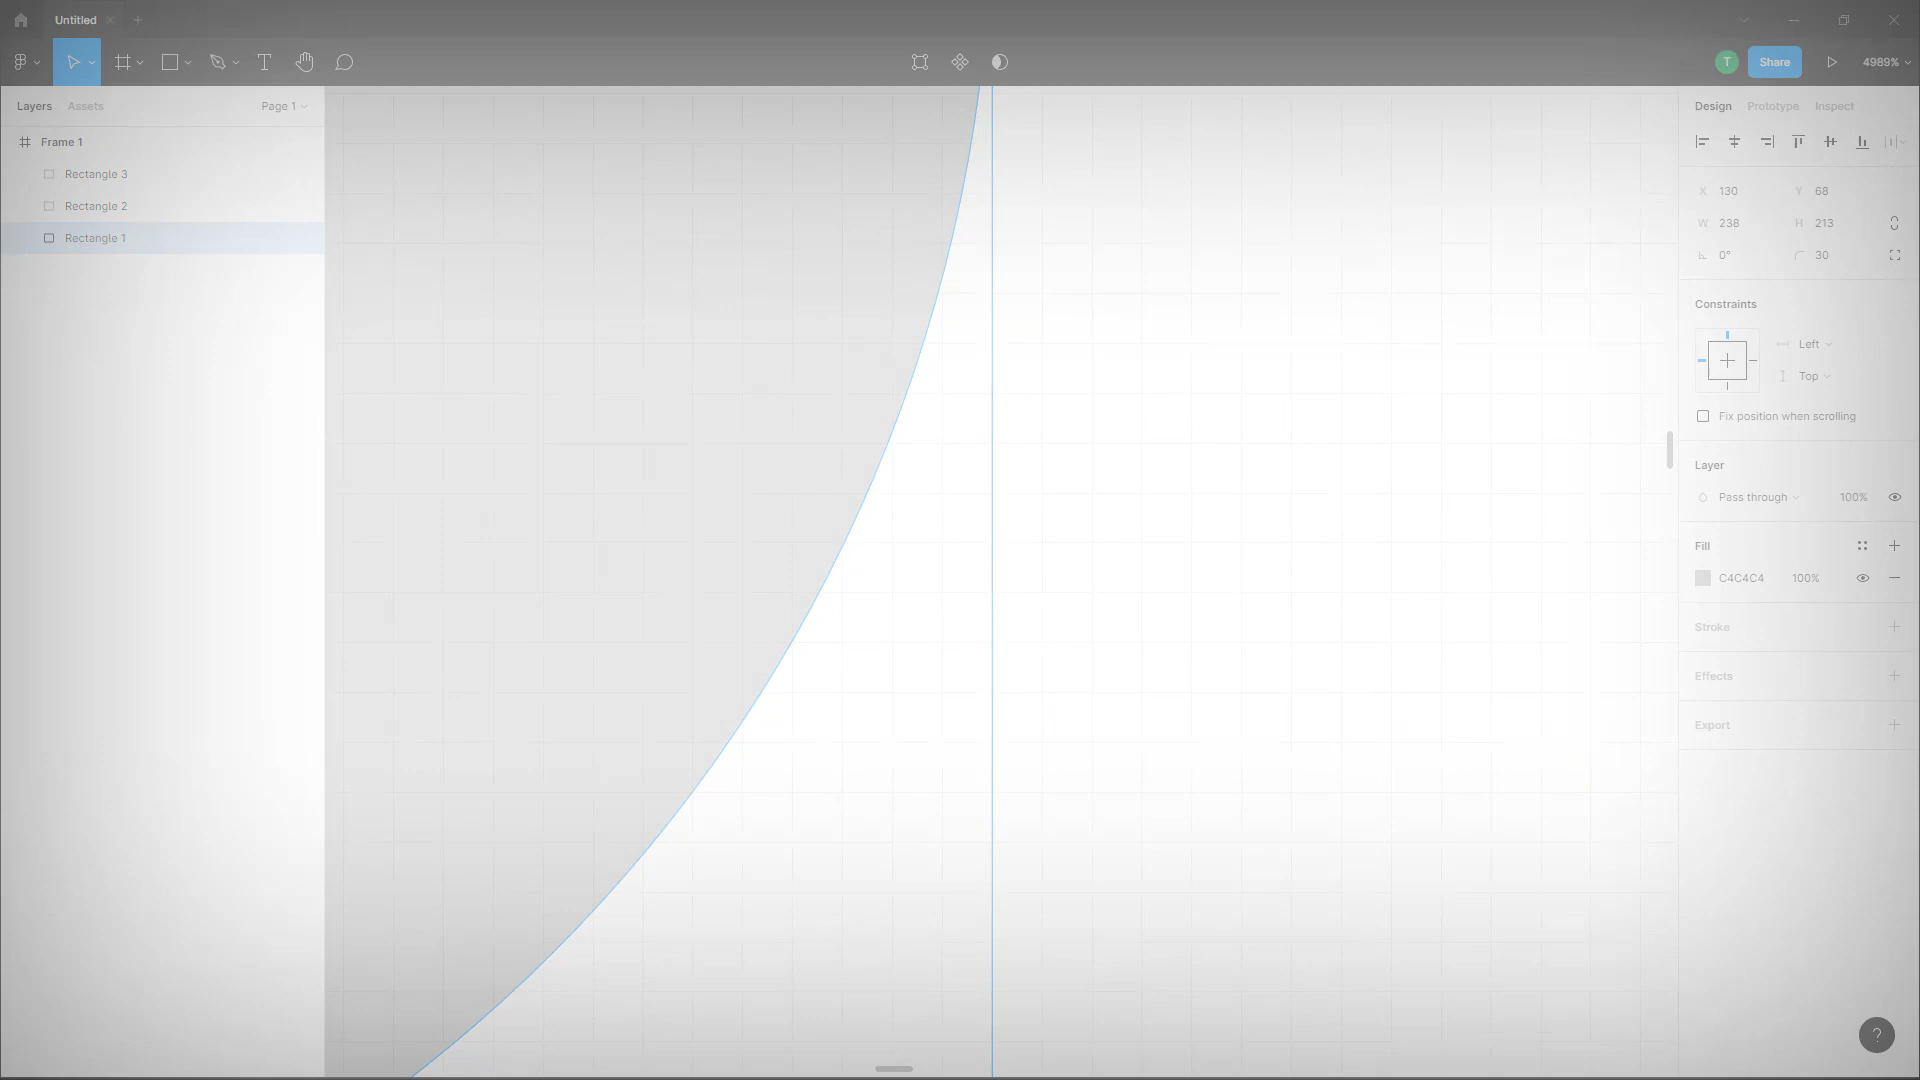 Untitled
T
Share
4989%
Layers Assets Page 1
Frame 1
Rectangle 3
Rectangle 2
Rectangle 1
Design Prototype Inspect
X 130 Y 68
W 238 H 213
0° 30
Constraints
Left
Top
Fix position when scrolling
Layer
Pass through 100%
Fill
C4C4C4 100%
Stroke
Effects
Export
?